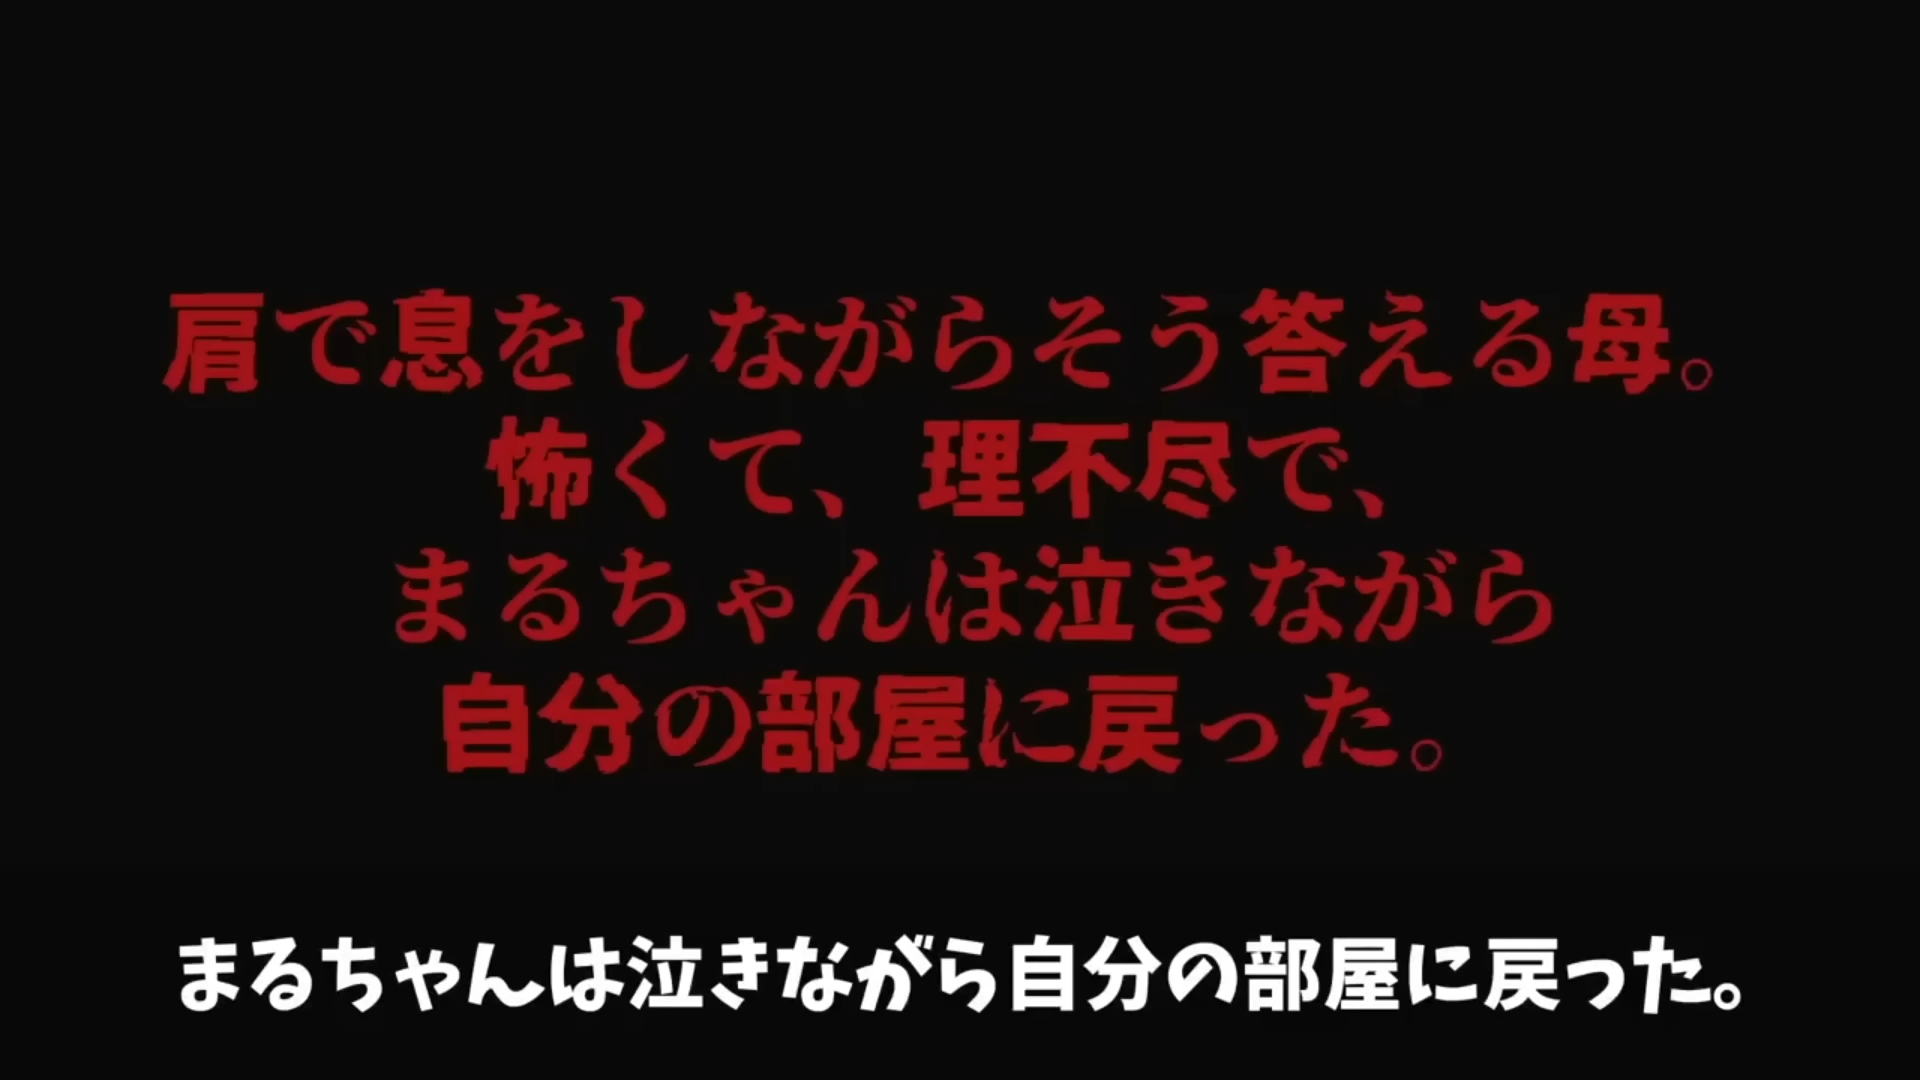 肩で息をしながらそう答える母。
怖くて、理不尽で、
まるちゃんは泣きながら
自分の部屋に戻った。
まるちゃんは泣きながら自分の部屋に戻った。